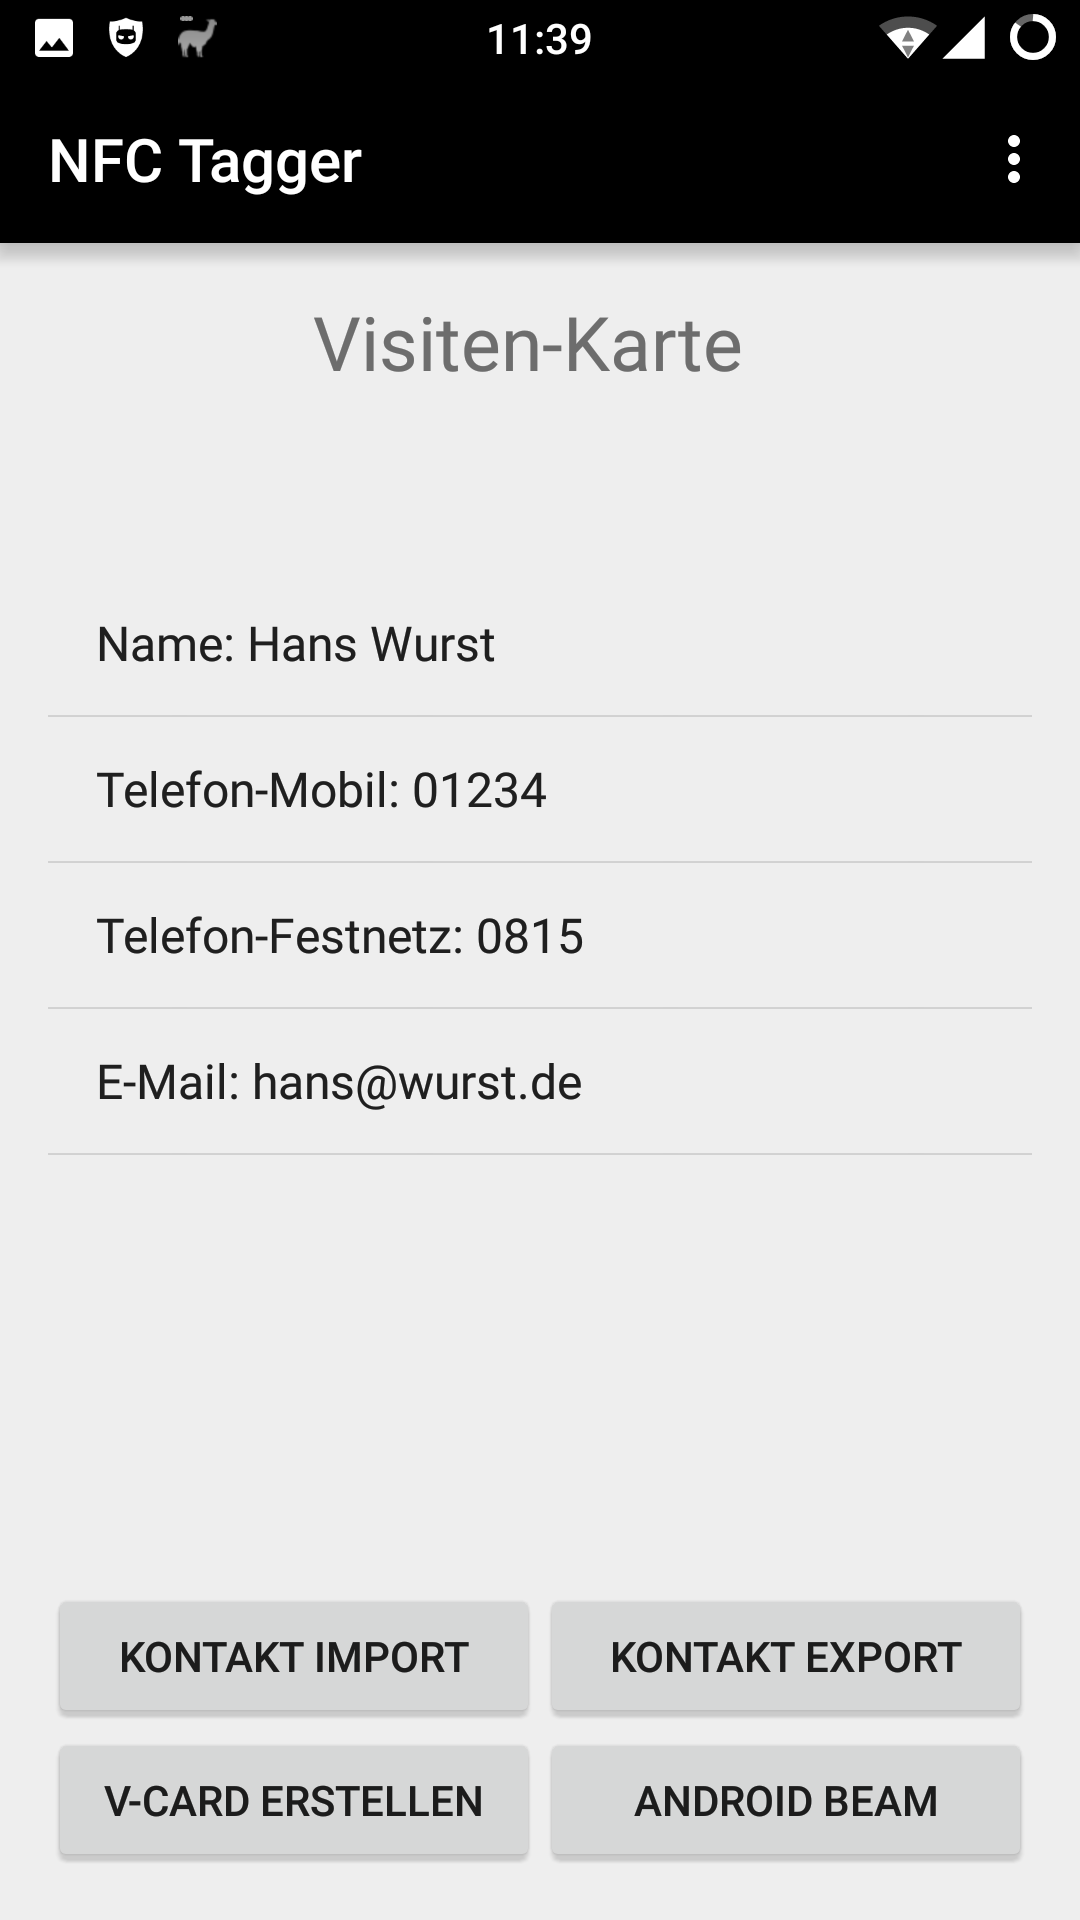 11:39
NFC Tagger
Visiten-Karte
Name: Hans Wurst
Telefon-Mobil: 01234
Telefon-Festnetz: 0815
E-Mail: hans@wurst.de
KONTAKT IMPORT
KONTAKT EXPORT
V-CARD ERSTELLEN
ANDROID BEAM